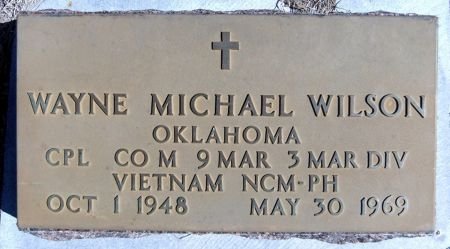 WAYNE MICHAEL WILSON
OKLAHOMA
CPL CO M 9 MAR 3 MAR DIV
VIETNAM NCM-PH
OCT 1 1948 MAY 30 1969